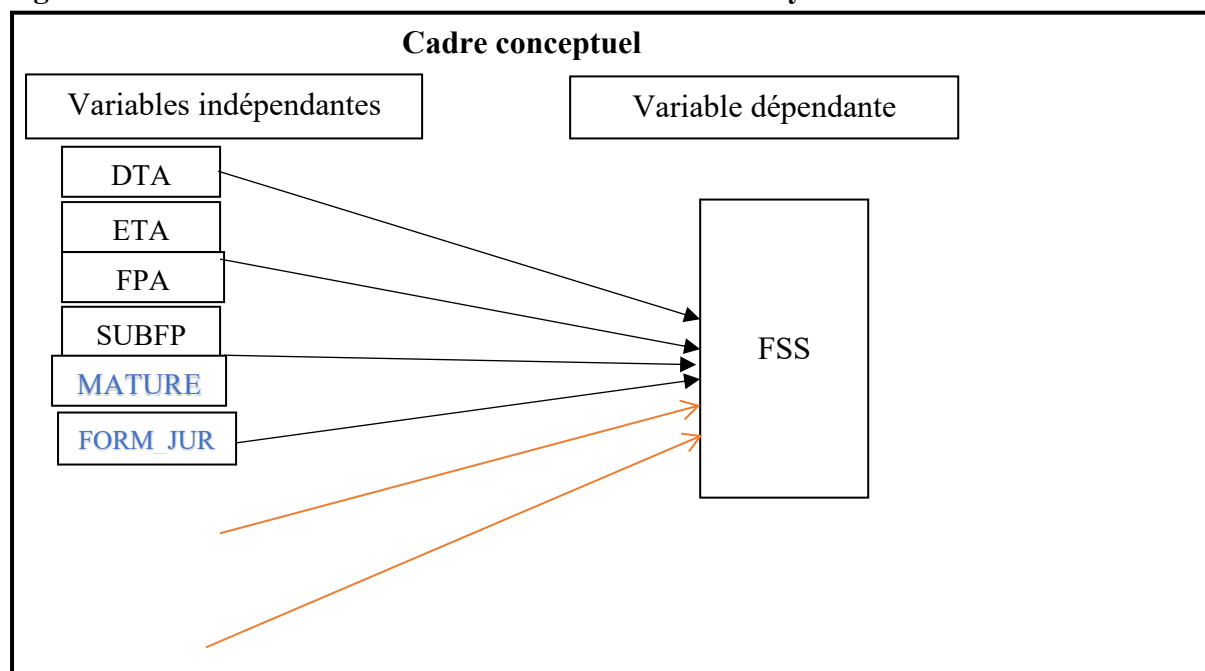 Cadre conceptuel
Variables indépendantes
Variable dépendante
DTA
ETA
FPA
SUBFP
MATURE
FORM_JUR
FSS